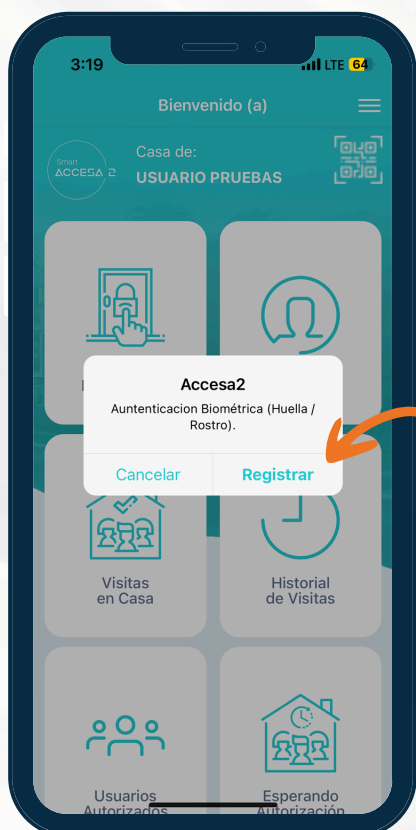 3:19
LTE 64
Bienvenido (a)
Smart
ACCESA 2
Casa de:
USUARIO PRUEBAS
Accesa2
Auntenticacion Biométrica (Huella /
Rostro).
Cancelar
Registrar
Visitas
en Casa
Historial
de Visitas
Usuarios
Autorizados
Esperando
Autorización